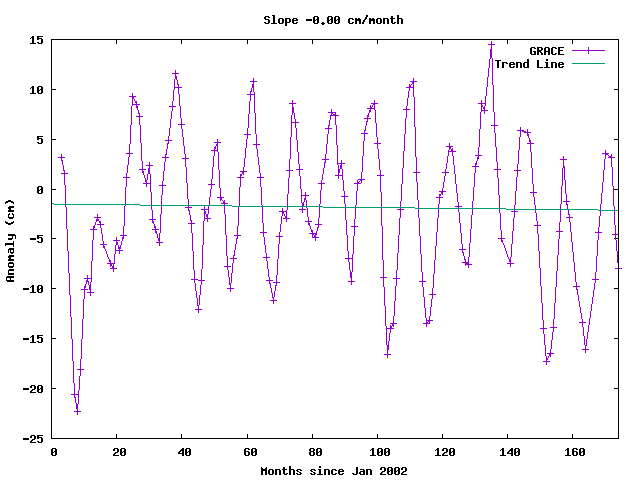 Slope -0.00 cm/month
GRACE
Trend Line
15
10
5
0
-5
-10
-15
-20
-25
Anomaly (cm)
0 20 40 60 80 100 120 140 160
Months since Jan 2002